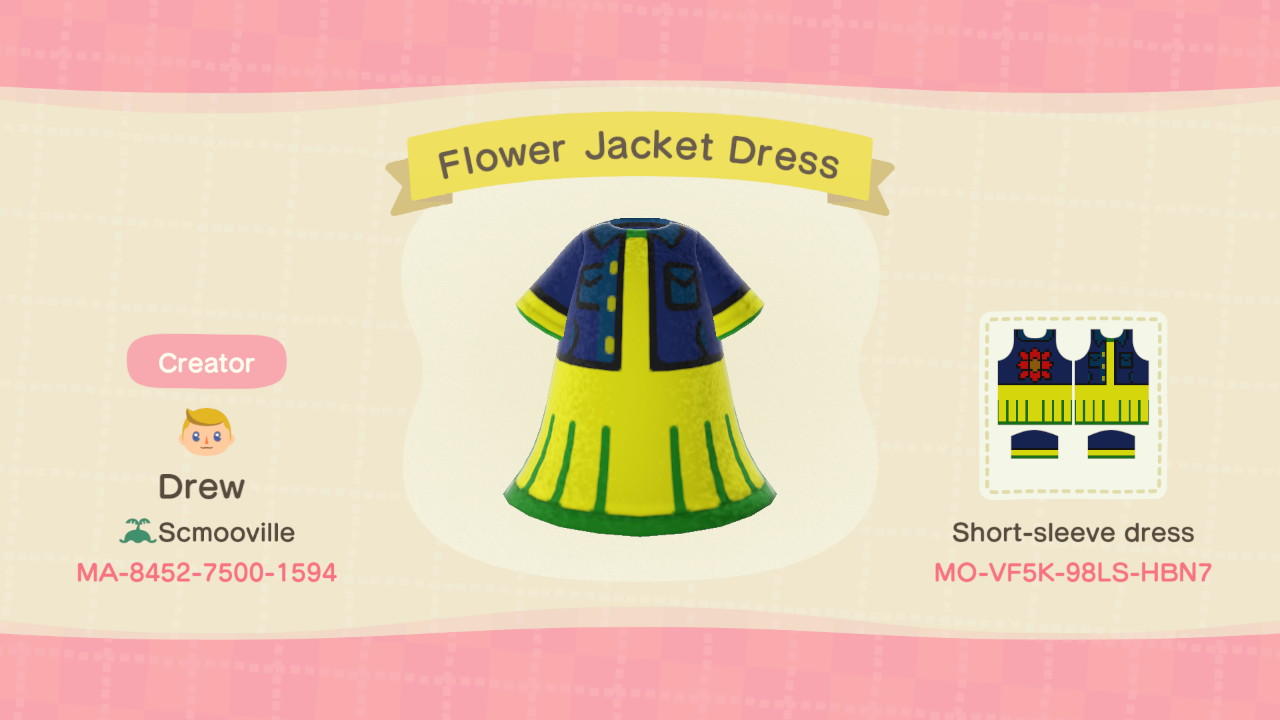 Flower Jacket Dress
Creator
Drew
Scmooville
MA-8452-7500-1594
Short-sleeve dress
MO-VF5K-98LS-HBN7